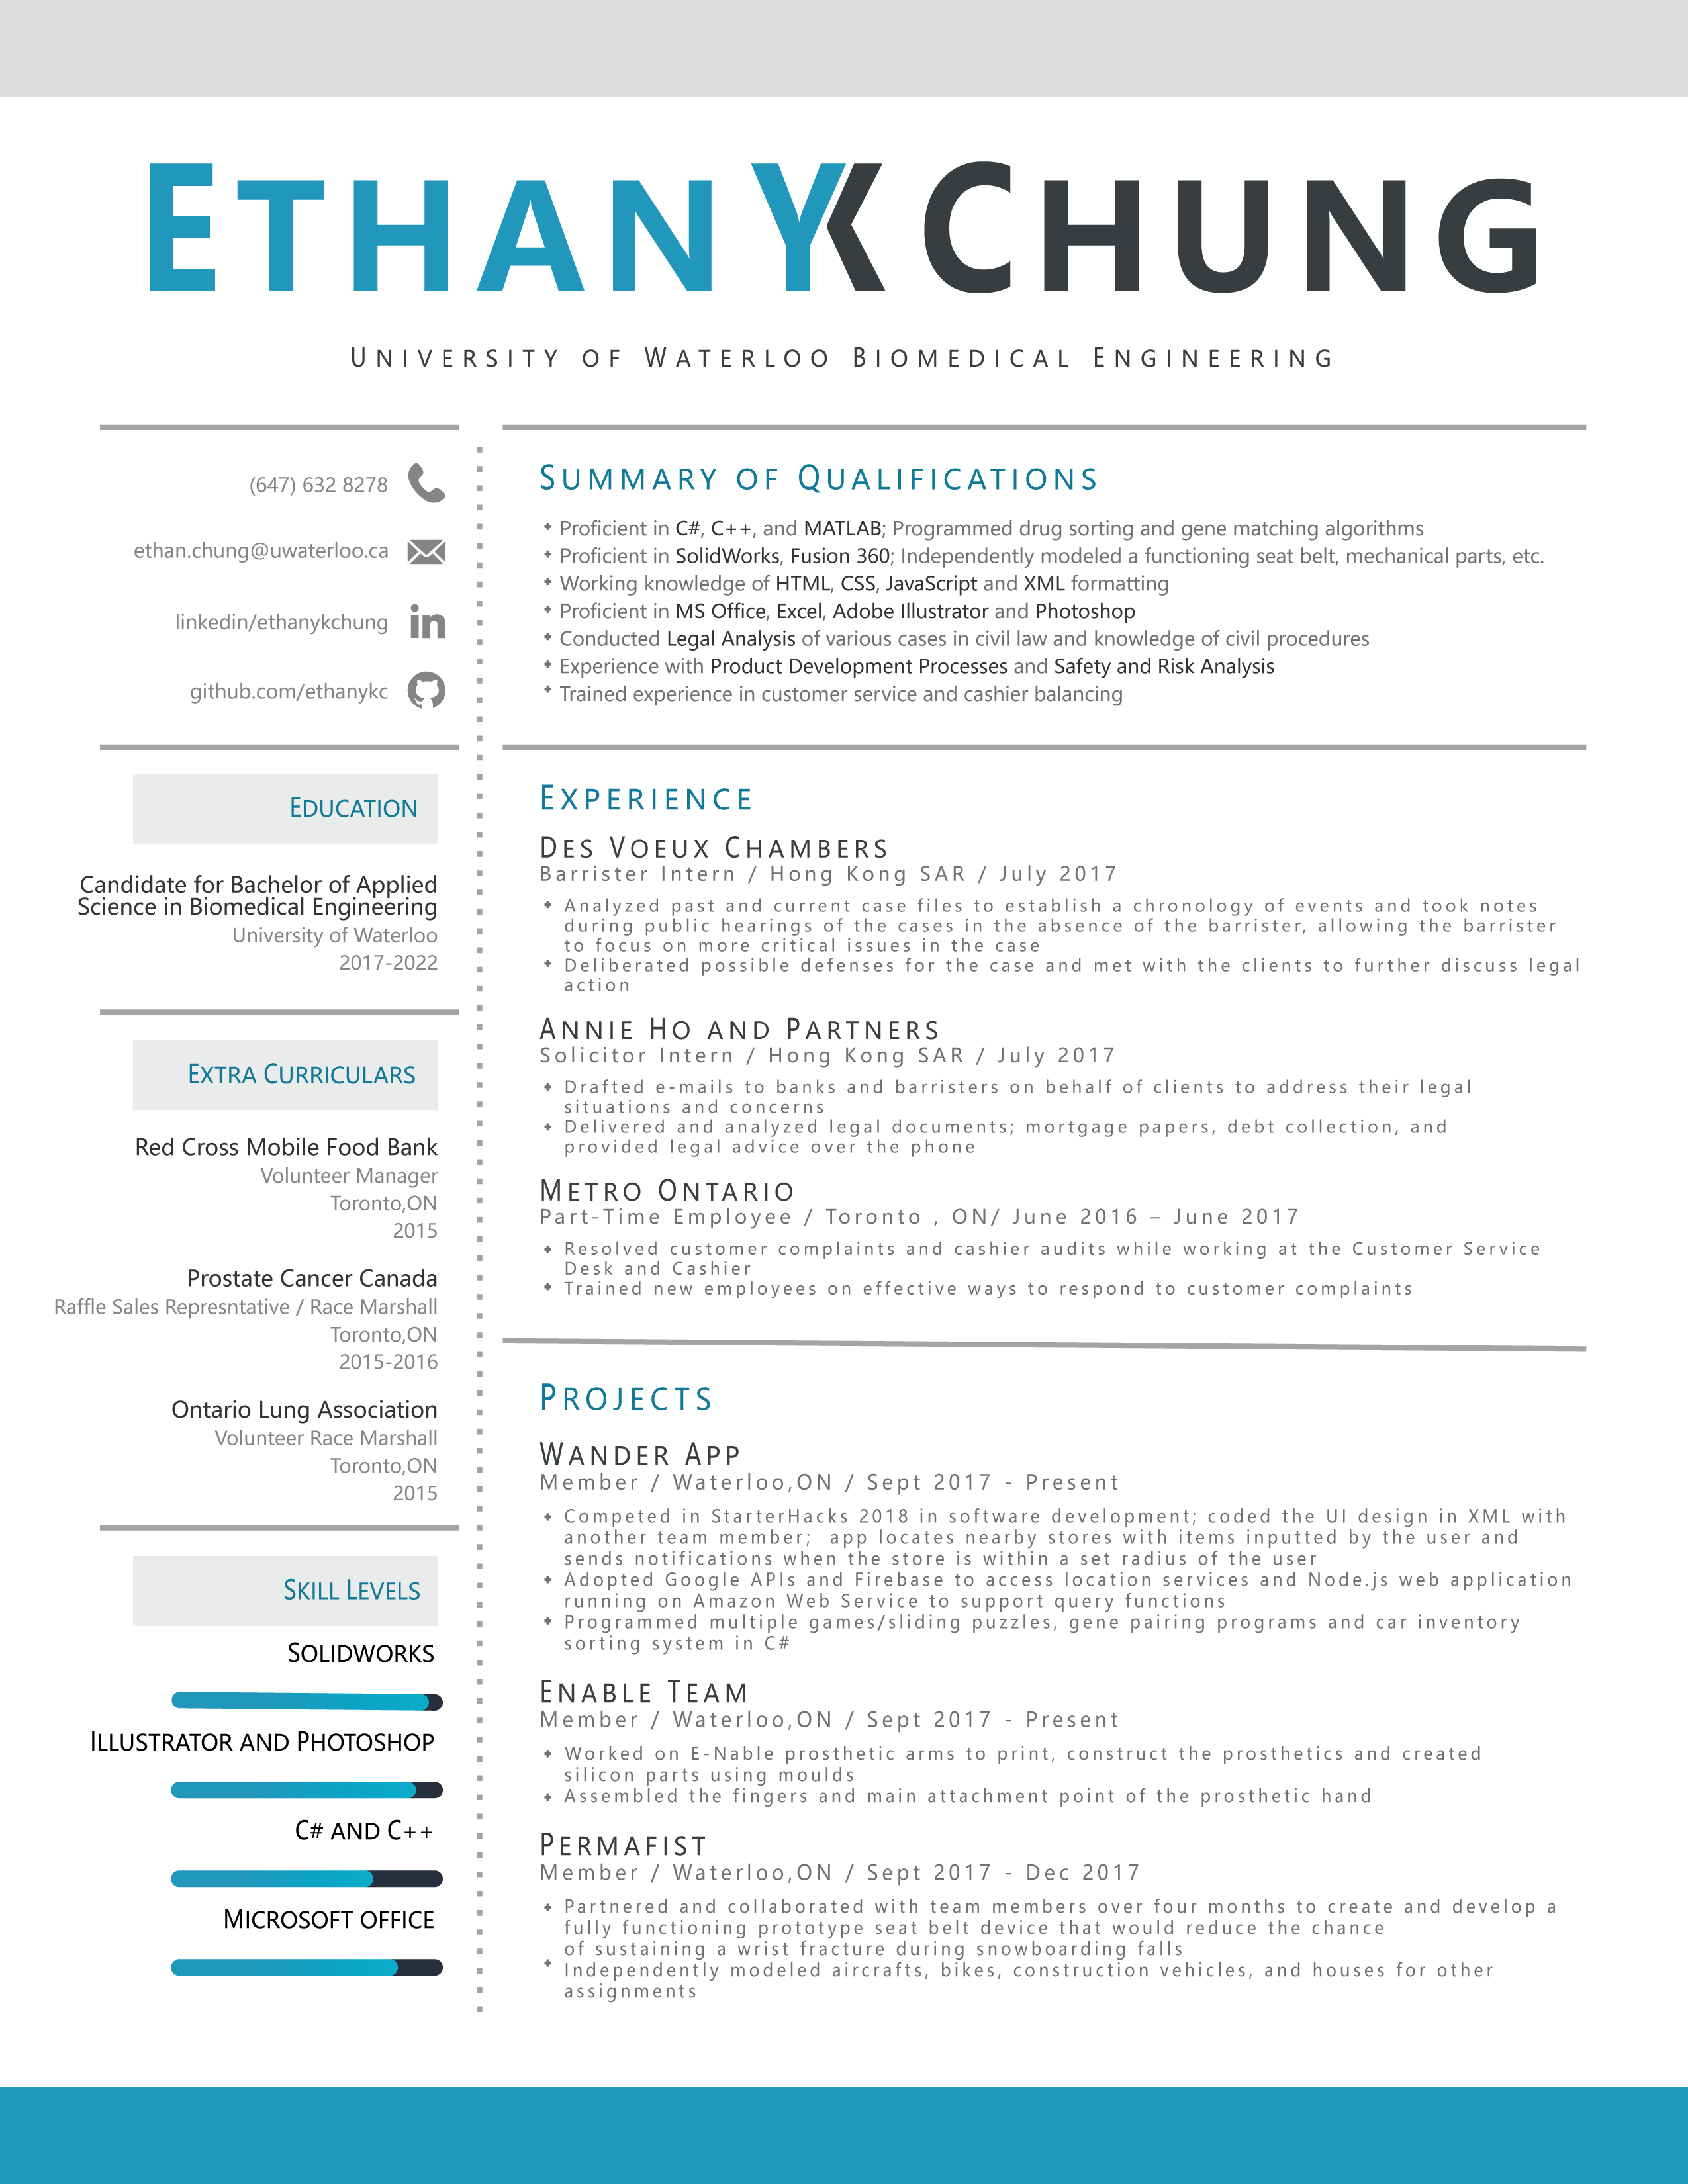 ETHAN YK CHUNG
UNIVERSITY OF WATERLOO BIOMEDICAL ENGINEERING
(647) 632 8278
ethan.chung@uwaterloo.ca
linkedin/ethanykchung
in
github.com/ethanykc
EDUCATION
Candidate for Bachelor of Applied
Science in Biomedical Engineering
University of Waterloo
2017-2022
EXTRA CURRICULARS
Red Cross Mobile Food Bank
Volunteer Manager
Toronto,ON
2015
Prostate Cancer Canada
Raffle Sales Represntative / Race Marshall
Toronto,ON
2015-2016
Ontario Lung Association
Volunteer Race Marshall
Toronto,ON
2015
SKILL LEVELS
SOLIDWORKS
ILLUSTRATOR AND PHOTOSHOP
C# AND C++
MICROSOFT OFFICE
SUMMARY OF QUALIFICATIONS
Proficient in C#, C++, and MATLAB; Programmed drug sorting and gene matching algorithms
Proficient in SolidWorks, Fusion 360; Independently modeled a functioning seat belt, mechanical parts, etc.
Working knowledge of HTML, CSS, JavaScript and XML formatting
Proficient in MS Office, Excel, Adobe Illustrator and Photoshop
Conducted Legal Analysis of various cases in civil law and knowledge of civil procedures
Experience with Product Development Processes and Safety and Risk Analysis
Trained experience in customer service and cashier balancing
EXPERIENCE
DES VOEUX CHAMBERS
Barrister Intern / Hong Kong SAR / July 2017
Analyzed past and current case files to establish a chronology of events and took notes
during public hearings of the cases in the absence of the barrister, allowing the barrister
to focus on more critical issues in the case
Deliberated possible defenses for the case and met with the clients to further discuss legal
action
ANNIE HO AND PARTNERS
Solicitor Intern / Hong Kong SAR / July 2017
Drafted e-mails to banks and barristers on behalf of clients to address their legal
situations and concerns
Delivered and analyzed legal documents; mortgage papers, debt collection, and
provided legal advice over the phone
METRO ONTARIO
Part-Time Employee / Toronto , ON/ June 2016 – June 2017
Resolved customer complaints and cashier audits while working at the Customer Service
Desk and Cashier
Trained new employees on effective ways to respond to customer complaints
PROJECTS
WANDER APP
Member / Waterloo,ON / Sept 2017 - Present
Competed in StarterHacks 2018 in software development; coded the UI design in XML with
another team member;  app locates nearby stores with items inputted by the user and
sends notifications when the store is within a set radius of the user
Adopted Google APIs and Firebase to access location services and Node.js web application
running on Amazon Web Service to support query functions
Programmed multiple games/sliding puzzles, gene pairing programs and car inventory
sorting system in C#
ENABLE TEAM
Member / Waterloo,ON / Sept 2017 - Present
Worked on E-Nable prosthetic arms to print, construct the prosthetics and created
silicon parts using moulds
Assembled the fingers and main attachment point of the prosthetic hand
PERMAFIST
Member / Waterloo,ON / Sept 2017 - Dec 2017
Partnered and collaborated with team members over four months to create and develop a
fully functioning prototype seat belt device that would reduce the chance
of sustaining a wrist fracture during snowboarding falls
Independently modeled aircrafts, bikes, construction vehicles, and houses for other
assignments